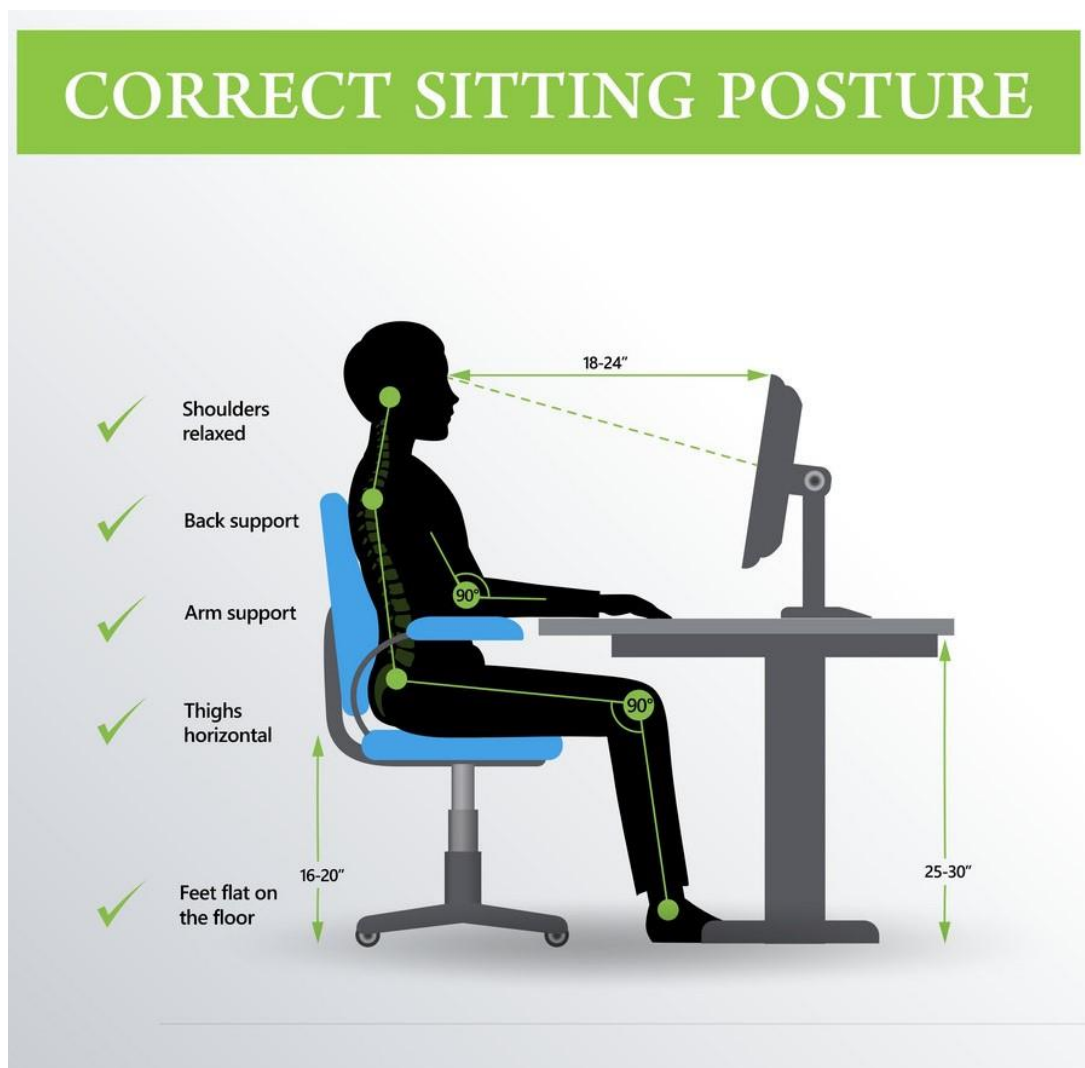 CORRECT SITTING POSTURE
18-24”
Shoulders
relaxed
Back support
90°
Arm support
Thighs
horizontal
90°
16-20”
25-30”
Feet flat on
the floor